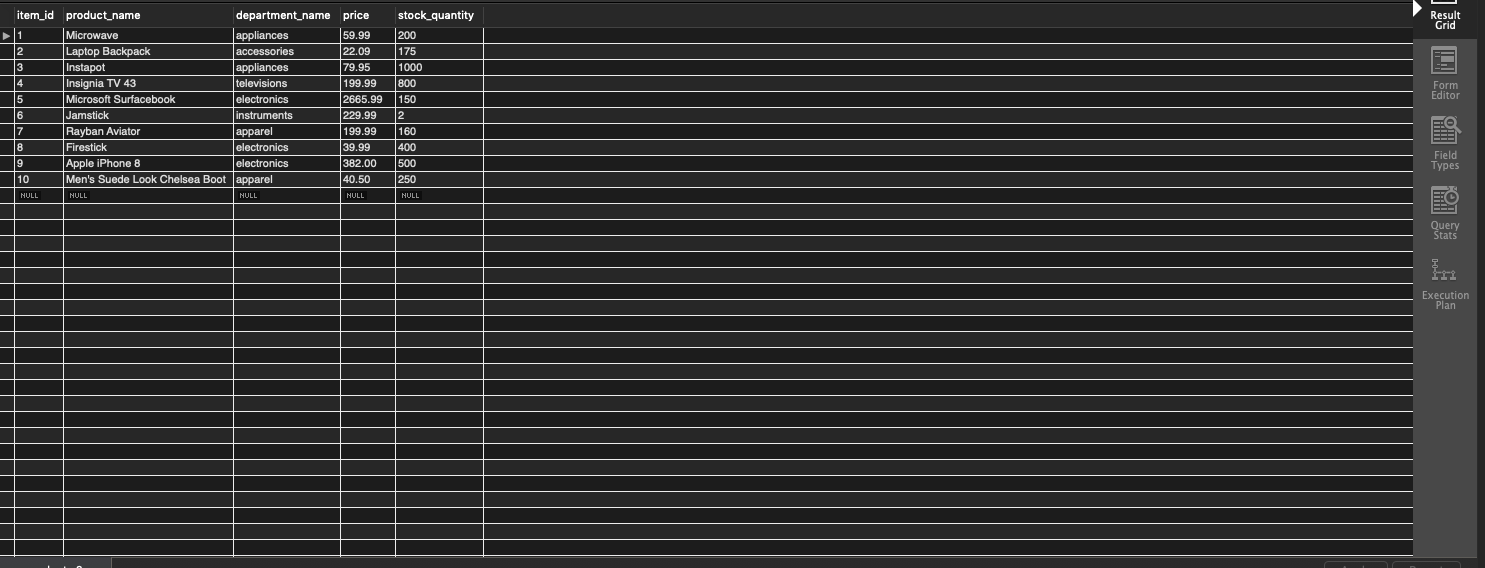 item_id product_name department_name price stock_quantity
1 Microwave appliances 59.99 200
2 Laptop Backpack accessories 22.09 175
3 Instapot appliances 79.95 1000
4 Insignia TV 43 televisions 199.99 800
5 Microsoft Surfacebook electronics 2665.99 150
6 Jamstick instruments 229.99 2
7 Rayban Aviator apparel 199.99 160
8 Firestick electronics 39.99 400
9 Apple iPhone 8 electronics 382.00 500
10 Men's Suede Look Chelsea Boot apparel 40.50 250
NULL NULL NULL NULL NULL
Result
Grid
Form
Editor
Field
Types
Query
Stats
Execution
Plan